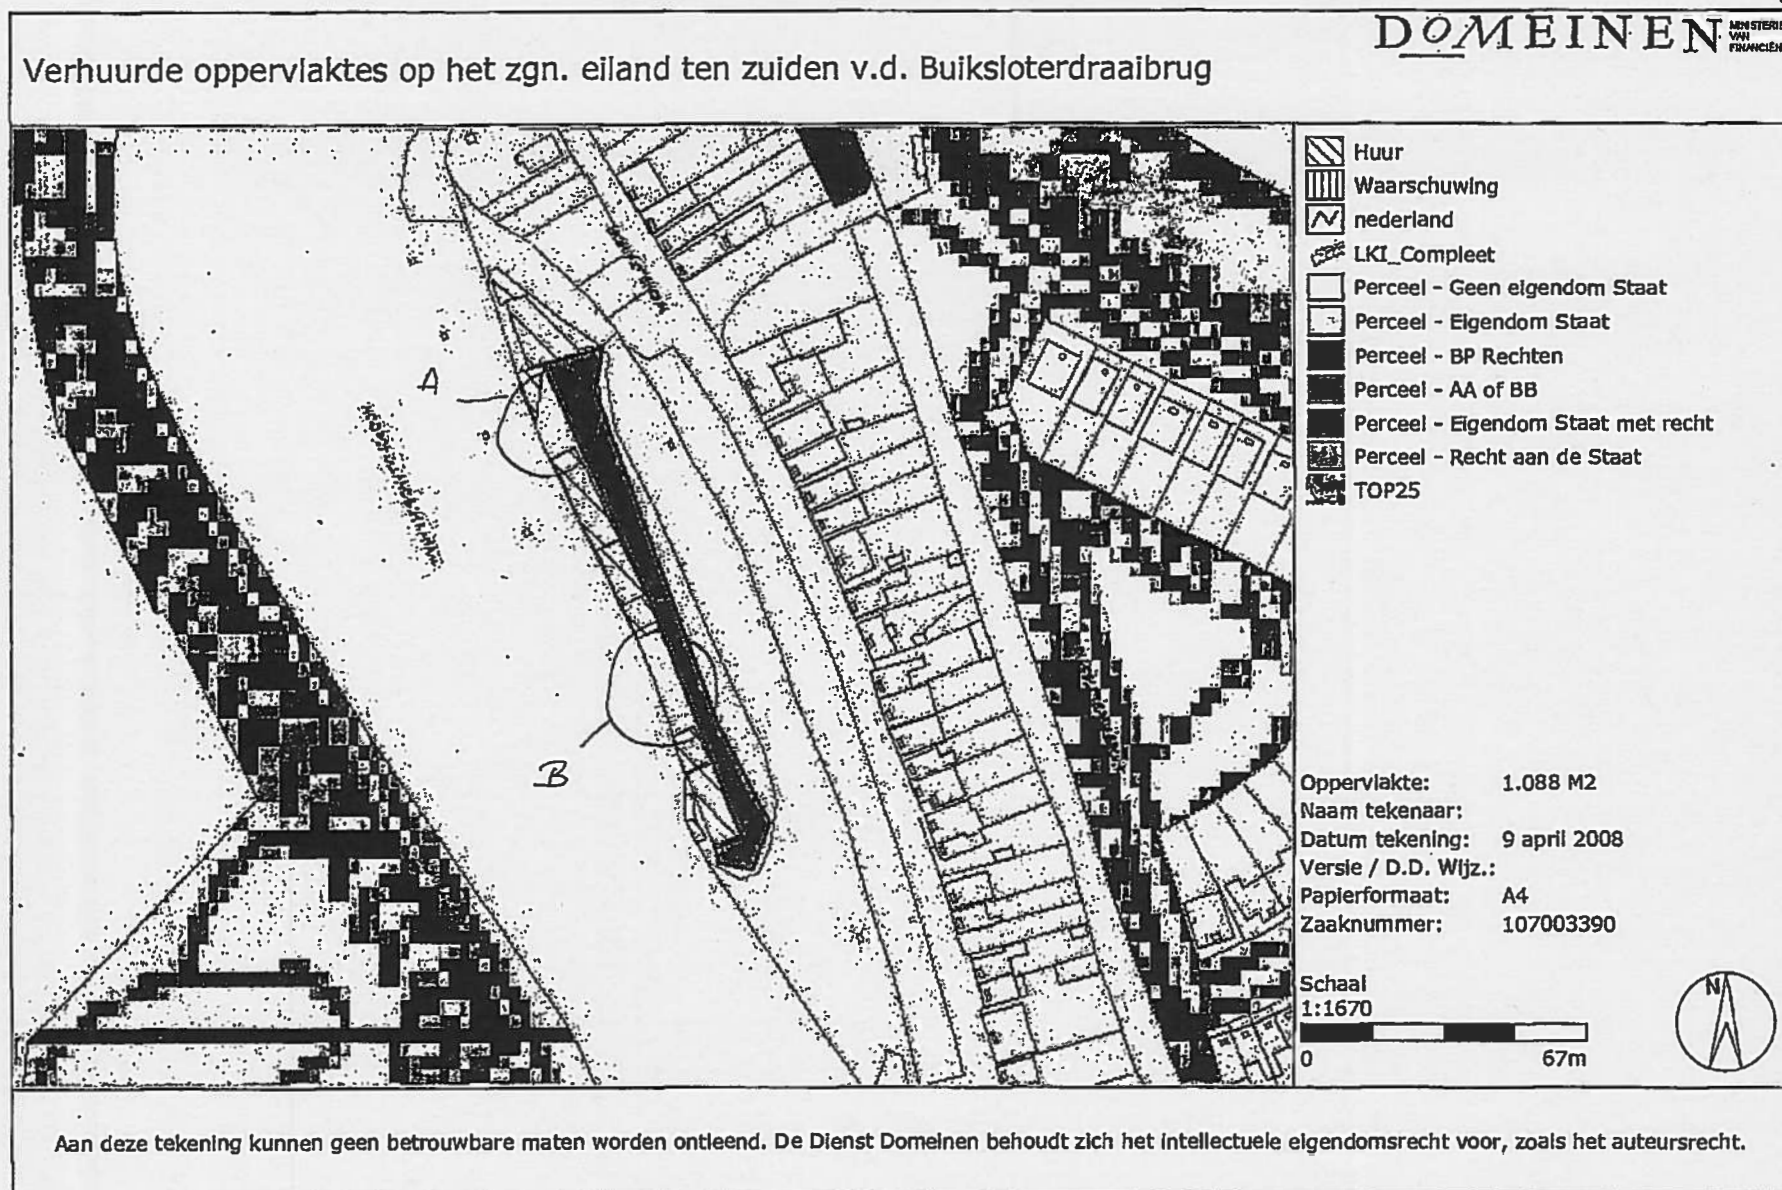 DOMEINEN MINISTERIE
VAN
FINANCIËN
Verhuurde oppervlaktes op het zgn. eiland ten zuiden v.d. Buiksloterdraaibrug
A
B
Huur
Waarschuwing
nederland
LKI_Compleet
Perceel - Geen eigendom Staat
Perceel - Eigendom Staat
Perceel - BP Rechten
Perceel - AA of BB
Perceel - Eigendom Staat met recht
Perceel - Recht aan de Staat
TOP25
Oppervlakte: 1.088 M2
Naam tekenaar:
Datum tekening: 9 april 2008
Versie / D.D. Wijz.:
Papierformaat: A4
Zaaknummer: 107003390
Schaal
1:1670
0 67m
N
Aan deze tekening kunnen geen betrouwbare maten worden ontleend. De Dienst Domeinen behoudt zich het intellectuele eigendomsrecht voor, zoals het auteursrecht.